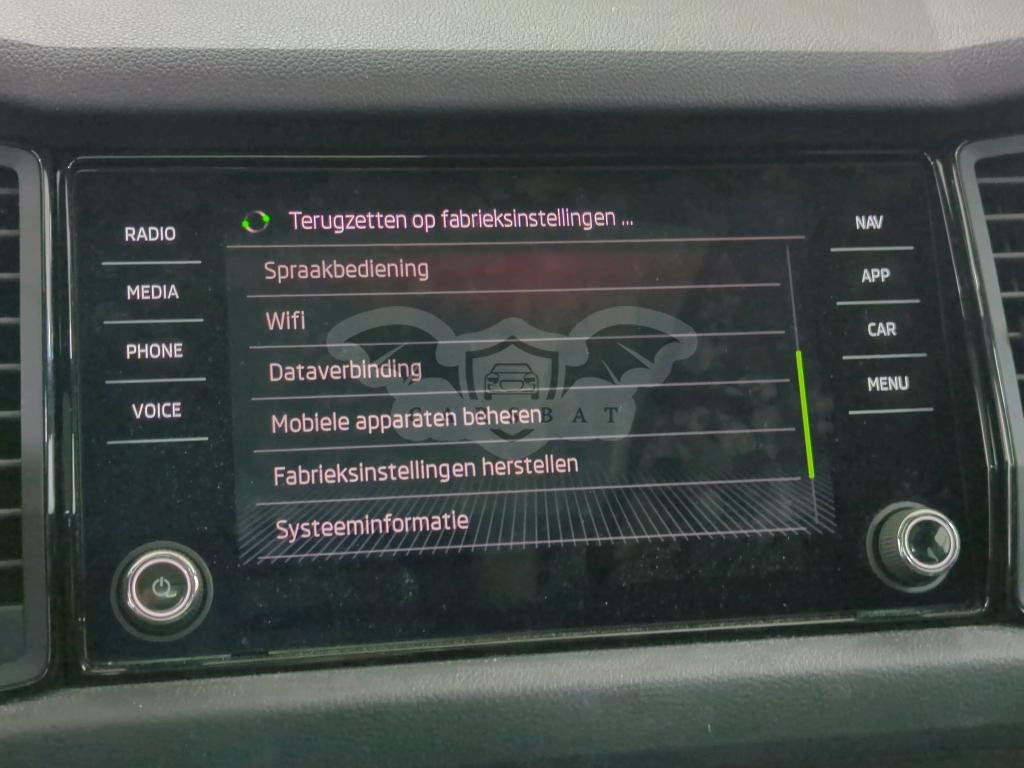 RADIO
MEDIA
PHONE
VOICE
Terugzetten op fabrieksinstellingen ...
Spraakbediening
Wifi
Dataverbinding
Mobiele apparaten beheren
Fabrieksinstellingen herstellen
Systeeminformatie
NAV
APP
CAR
MENU